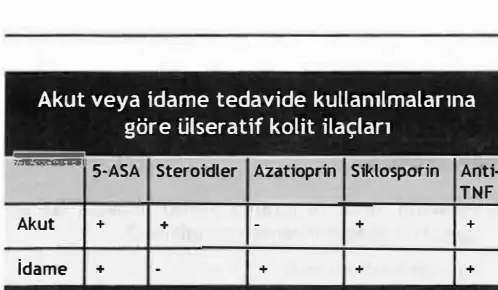 Akut veya idame tedavide kullanılmalarına
göre ülseratif kolit ilaçları
5-ASA Steroidler Azatioprin Siklosporin Anti-
TNF
Akut + + - + +
İdame + - + + +